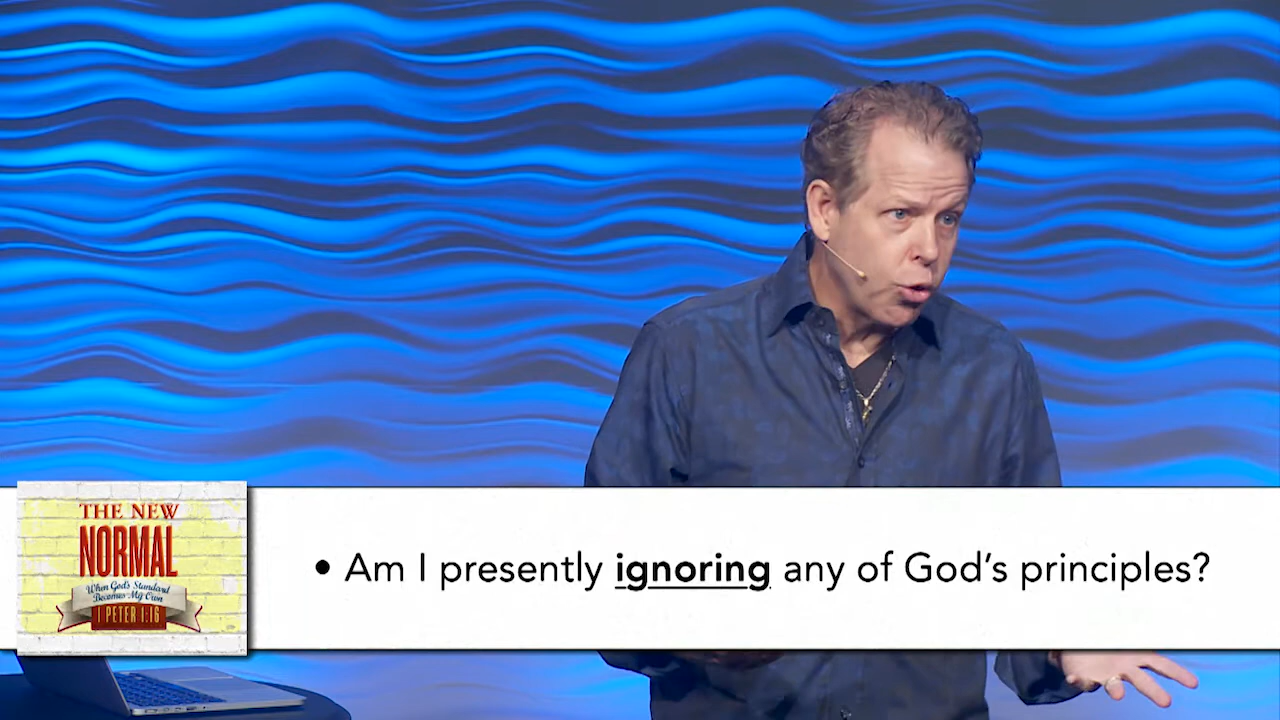 THE NEW
NORMAL
When God's Standard
Becomes My Own
1 PETER 1:16
• Am I presently ignoring any of God's principles?